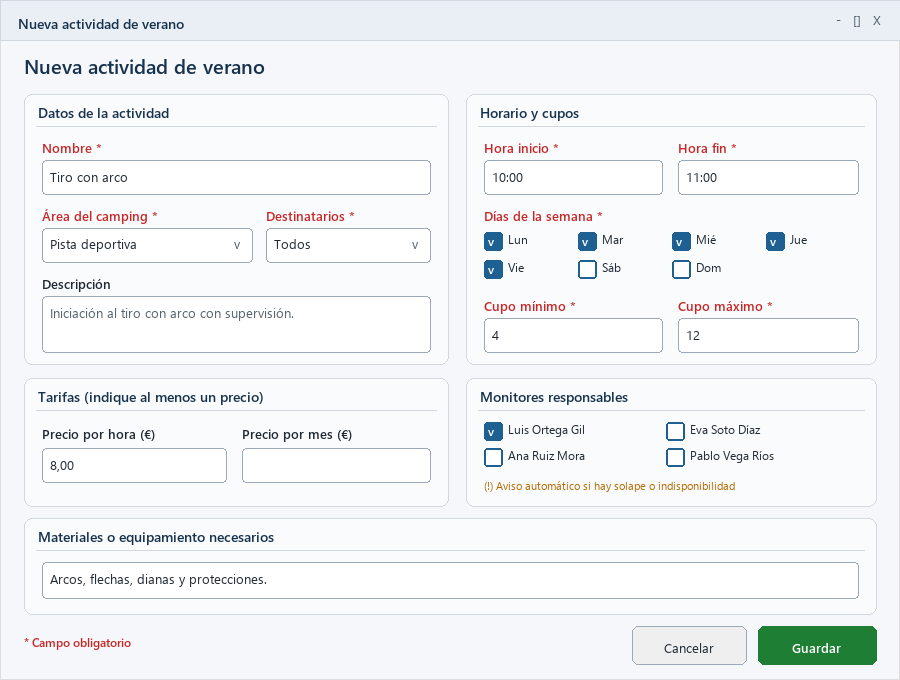 Nueva actividad de verano
- [] X
Nueva actividad de verano
Datos de la actividad
Nombre *
Tiro con arco
Área del camping *
Destinatarios *
Pista deportiva v
Todos v
Descripción
Iniciación al tiro con arco con supervisión.
Horario y cupos
Hora inicio *
Hora fin *
10:00
11:00
Días de la semana *
v Lun
v Mar
v Mié
v Jue
v Vie
Sáb
Dom
Cupo mínimo *
Cupo máximo *
4
12
Tarifas (indique al menos un precio)
Precio por hora (€)
Precio por mes (€)
8,00
Monitores responsables
v Luis Ortega Gil
Eva Soto Díaz
Ana Ruiz Mora
Pablo Vega Ríos
(!) Aviso automático si hay solape o indisponibilidad
Materiales o equipamiento necesarios
Arcos, flechas, dianas y protecciones.
* Campo obligatorio
Cancelar
Guardar